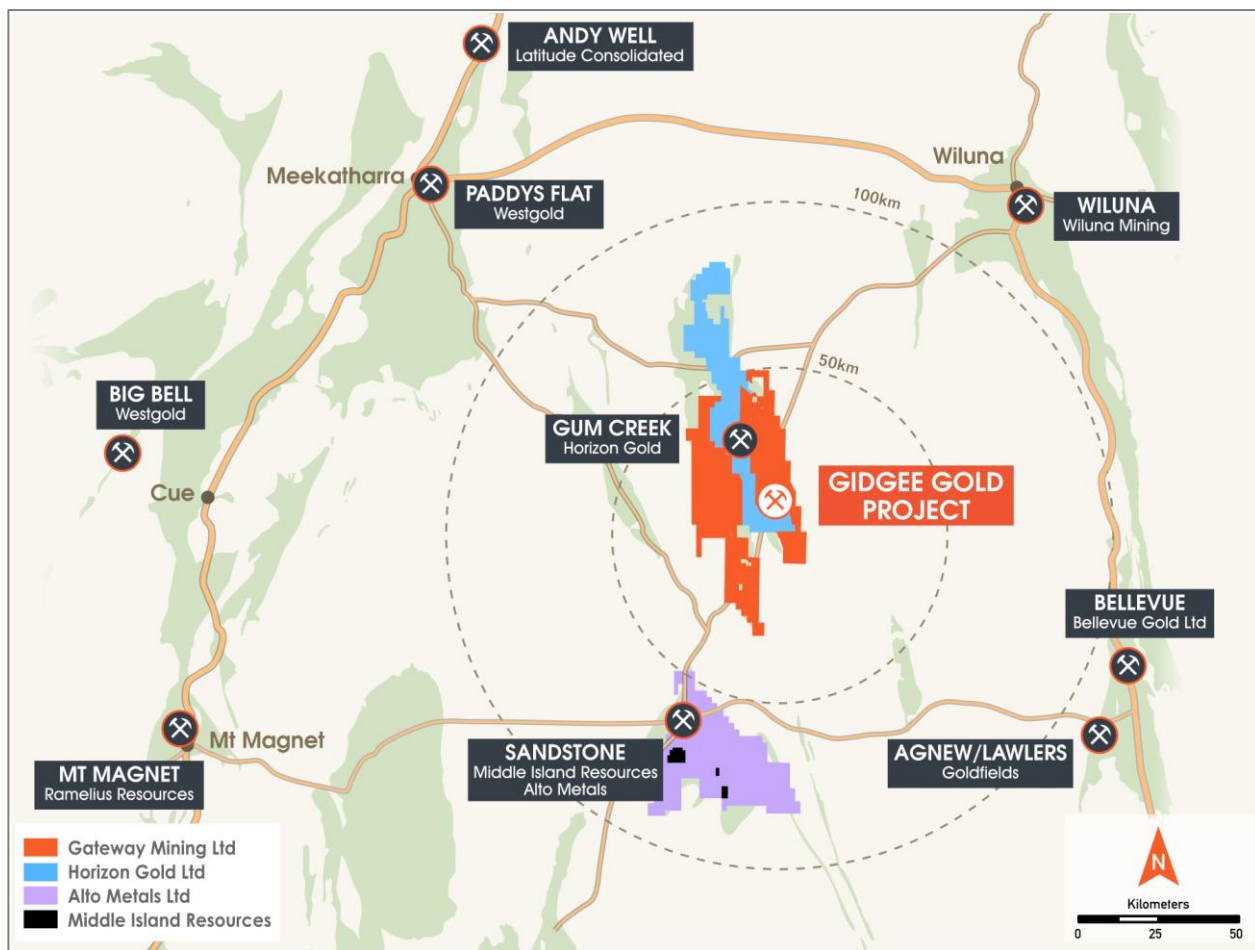 ANDY WELL
Latitude Consolidated
Meekatharra
PADDYS FLAT
Westgold
Wiluna
WILUNA
Wiluna Mining
100km
50km
BIG BELL
Westgold
Cue
GUM CREEK
Horizon Gold
GIDGEE GOLD
PROJECT
BELLEVUE
Bellevue Gold Ltd
Mt Magnet
MT MAGNET
Ramelius Resources
SANDSTONE
Middle Island Resources
Alto Metals
AGNEW/LAWLERS
Goldfields
Gateway Mining Ltd
Horizon Gold Ltd
Alto Metals Ltd
Middle Island Resources
N
Kilometers
0 25 50